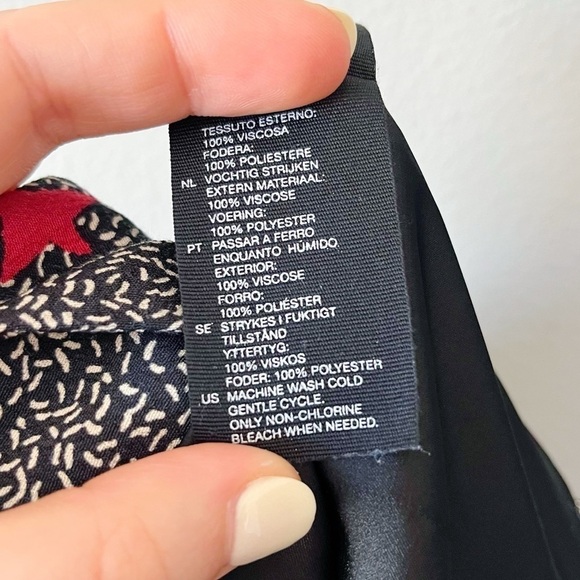 TESSUTO ESTERNO:
100% VISCOSA
FODERA:
100% POLIESTERE
NL VOCHTIG STRIJKEN
EXTERN MATERIAAL:
100% VISCOSE
VOERING:
100% POLYESTER
PT PASSAR A FERRO
ENQUANTO HÚMIDO
EXTERIOR:
100% VISCOSE
FORRO:
100% POLIÉSTER
SE STRYKES I FUKTIGT
TILLSTÅND
YTTERTYG:
100% VISKOS
FODER: 100% POLYESTER
US MACHINE WASH COLD
GENTLE CYCLE.
ONLY NON-CHLORINE
BLEACH WHEN NEEDED.